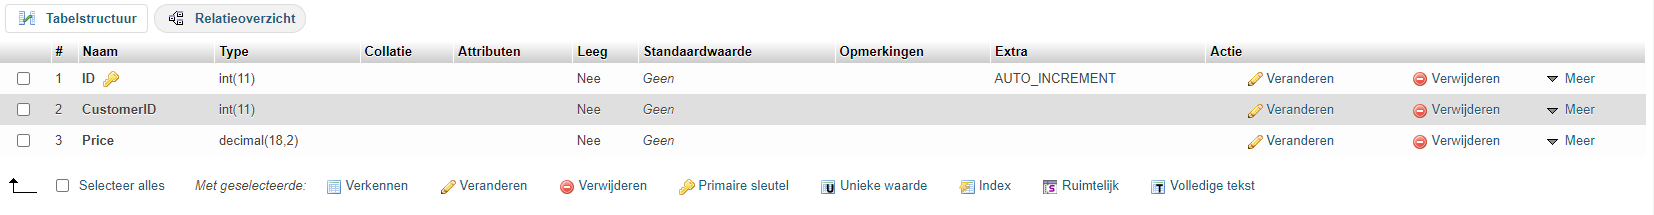 Tabelstructuur Relatieoverzicht
# Naam Type Collatie Attributen Leeg Standaardwaarde Opmerkingen Extra Actie
1 ID int(11) Nee Geen AUTO_INCREMENT Veranderen Verwijderen Meer
2 CustomerID int(11) Nee Geen Veranderen Verwijderen Meer
3 Price decimal(18,2) Nee Geen Veranderen Verwijderen Meer
Selecteer alles Met geselecteerde: Verkennen Veranderen Verwijderen Primaire sleutel U Unieke waarde Index S Ruimtelijk T Volledige tekst